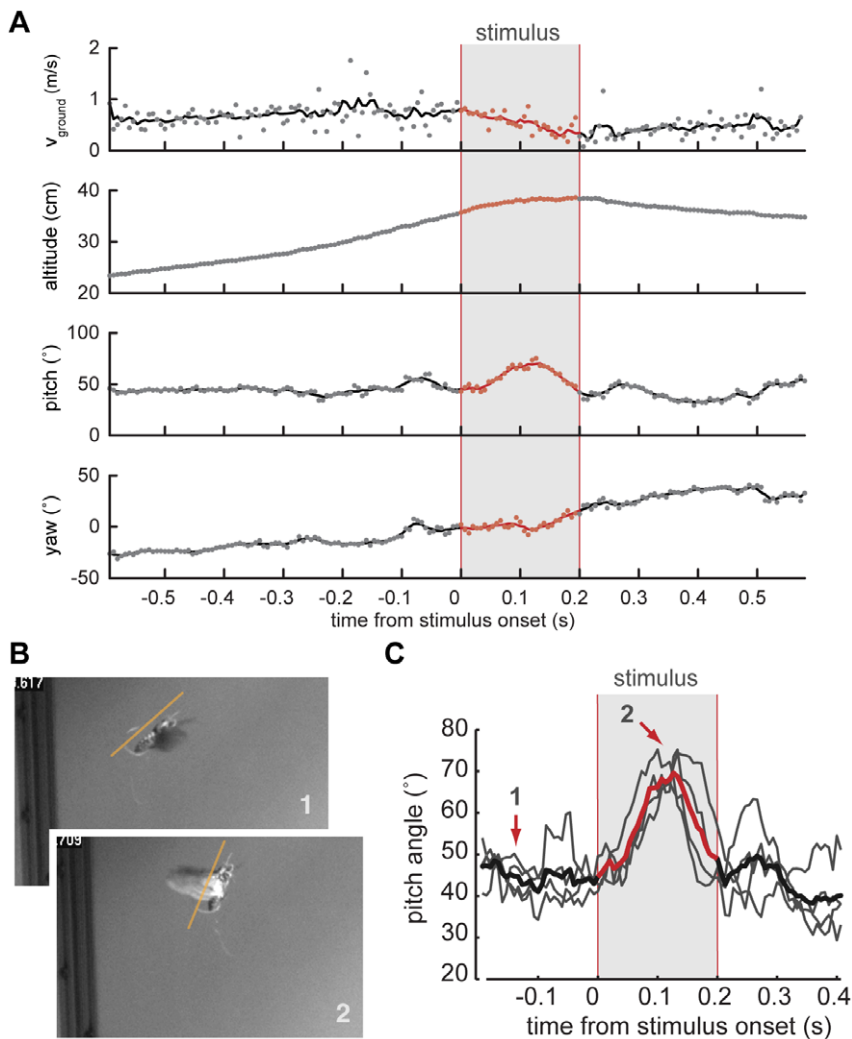 A
stimulus
v_ground (m/s)
2
1
0
altitude (cm)
40
30
20
pitch (˚)
100
50
0
yaw (˚)
50
0
-50
-0.5 -0.4 -0.3 -0.2 -0.1 0 0.1 0.2 0.3 0.4 0.5
time from stimulus onset (s)
B
.617
1
.709
2
C
stimulus
pitch angle (˚)
80
70
60
50
40
30
20
1
2
-0.1 0 0.1 0.2 0.3 0.4
time from stimulus onset (s)